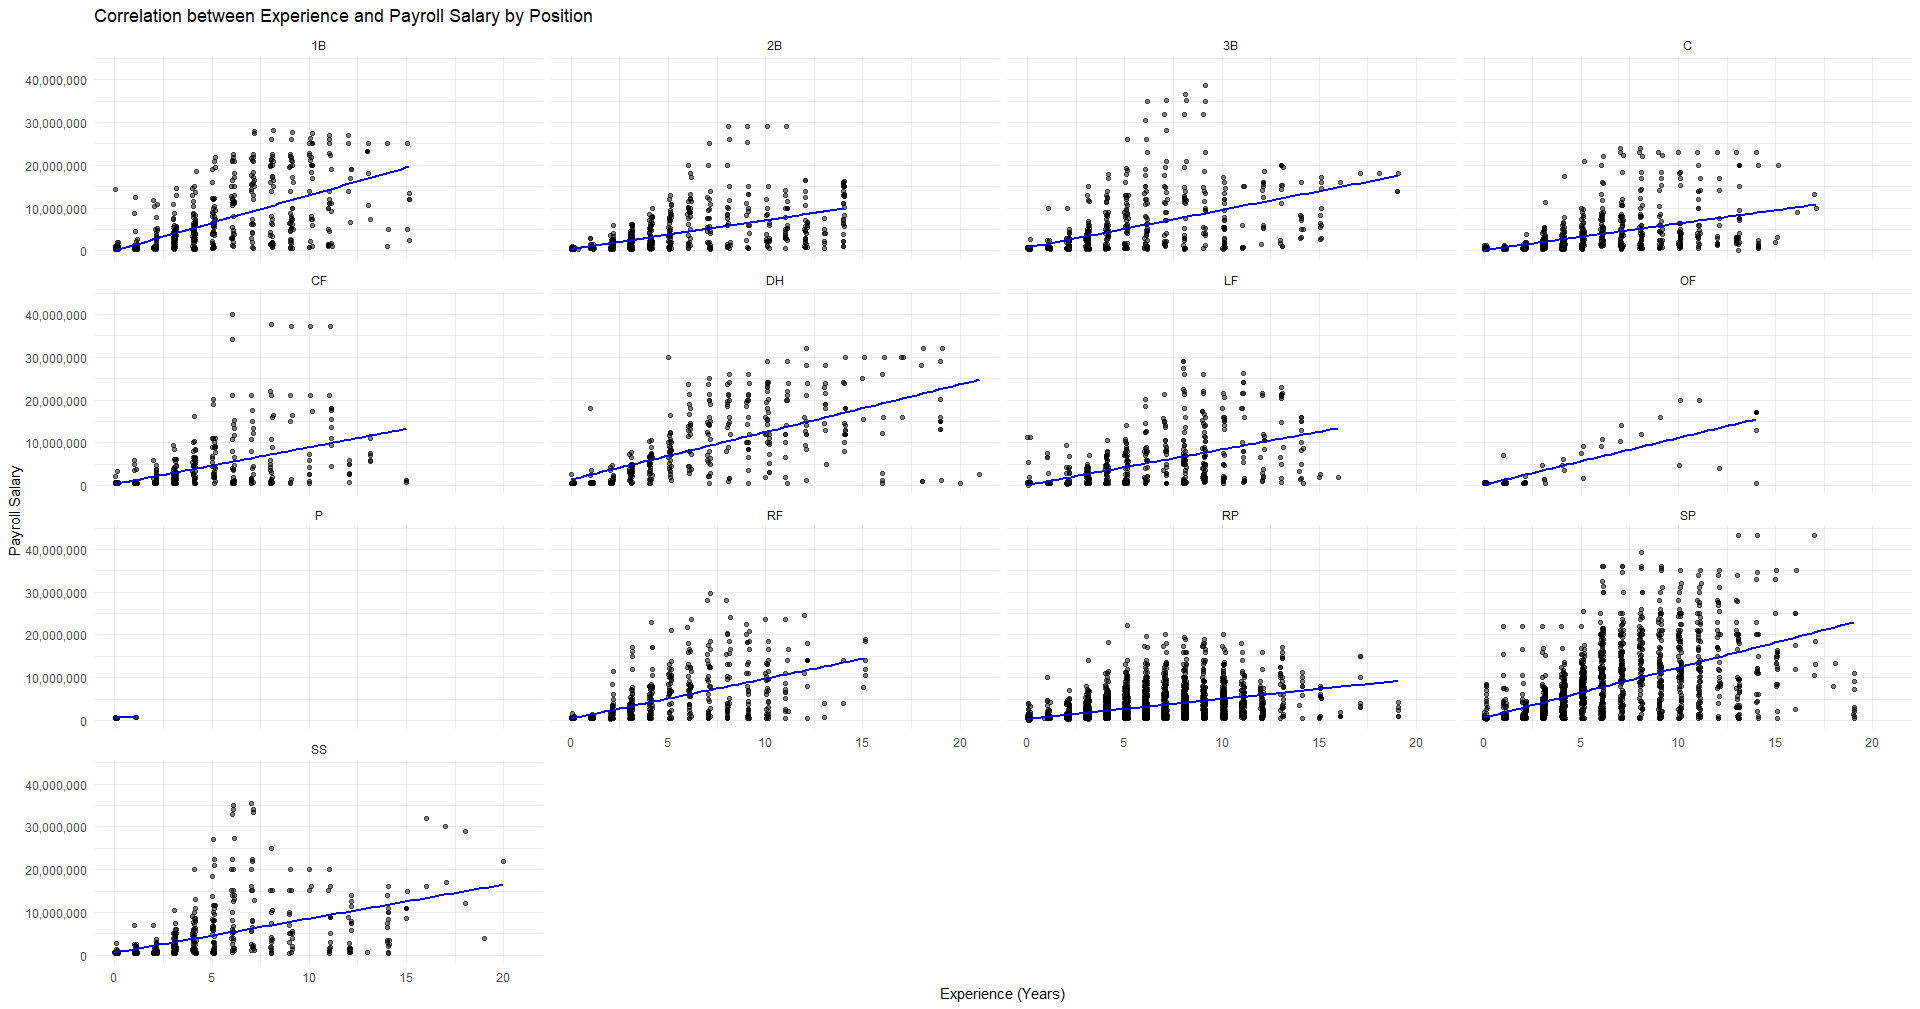 Correlation between Experience and Payroll Salary by Position
1B
2B
3B
C
40,000,000
30,000,000
20,000,000
10,000,000
0
CF
DH
LF
OF
40,000,000
30,000,000
20,000,000
10,000,000
0
Payroll Salary
P
RF
RP
SP
40,000,000
30,000,000
20,000,000
10,000,000
0
0 5 10 15 20
0 5 10 15 20
0 5 10 15 20
SS
40,000,000
30,000,000
20,000,000
10,000,000
0
0 5 10 15 20
Experience (Years)